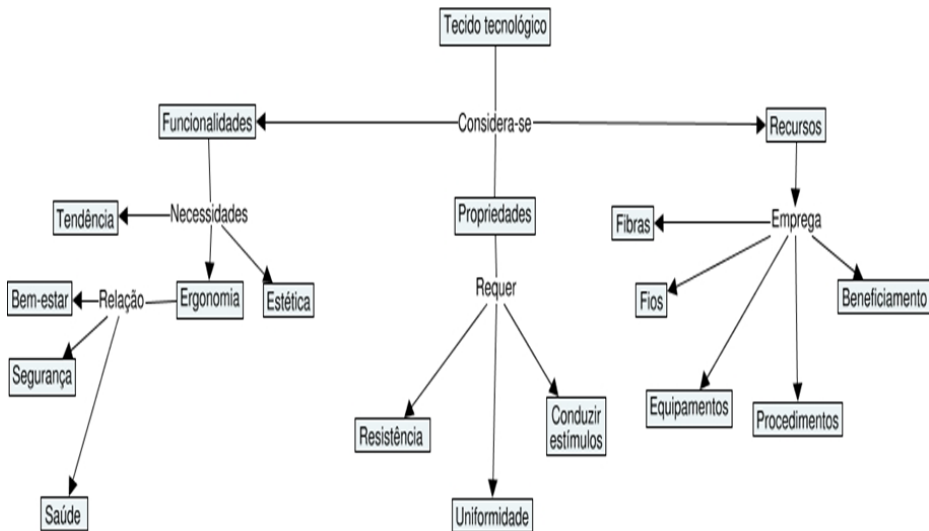 Tecido tecnológico
Funcionalidades
Considera-se
Recursos
Tendência
Necessidades
Propriedades
Fibras
Emprega
Bem-estar
Relação
Ergonomia
Estética
Requer
Fios
Beneficiamento
Segurança
Resistência
Conduzir
estímulos
Equipamentos
Procedimentos
Saúde
Uniformidade